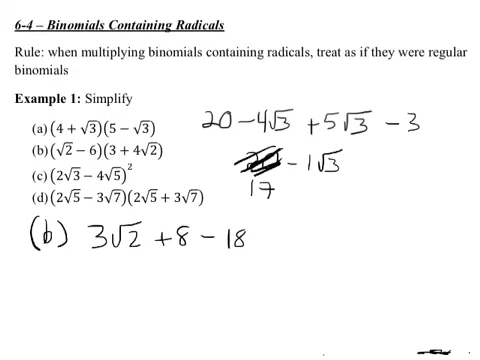 6-4 – Binomials Containing Radicals
Rule: when multiplying binomials containing radicals, treat as if they were regular
binomials
Example 1: Simplify
(a) (4 + √3)(5 − √3)
20 − 4√3 + 5√3 − 3
(b) (√2 − 6)(3 + 4√2)
− 1√3
(c) (2√3 − 4√5)²
17
(d) (2√5 − 3√7)(2√5 + 3√7)
(b) 3√2 + 8 − 18